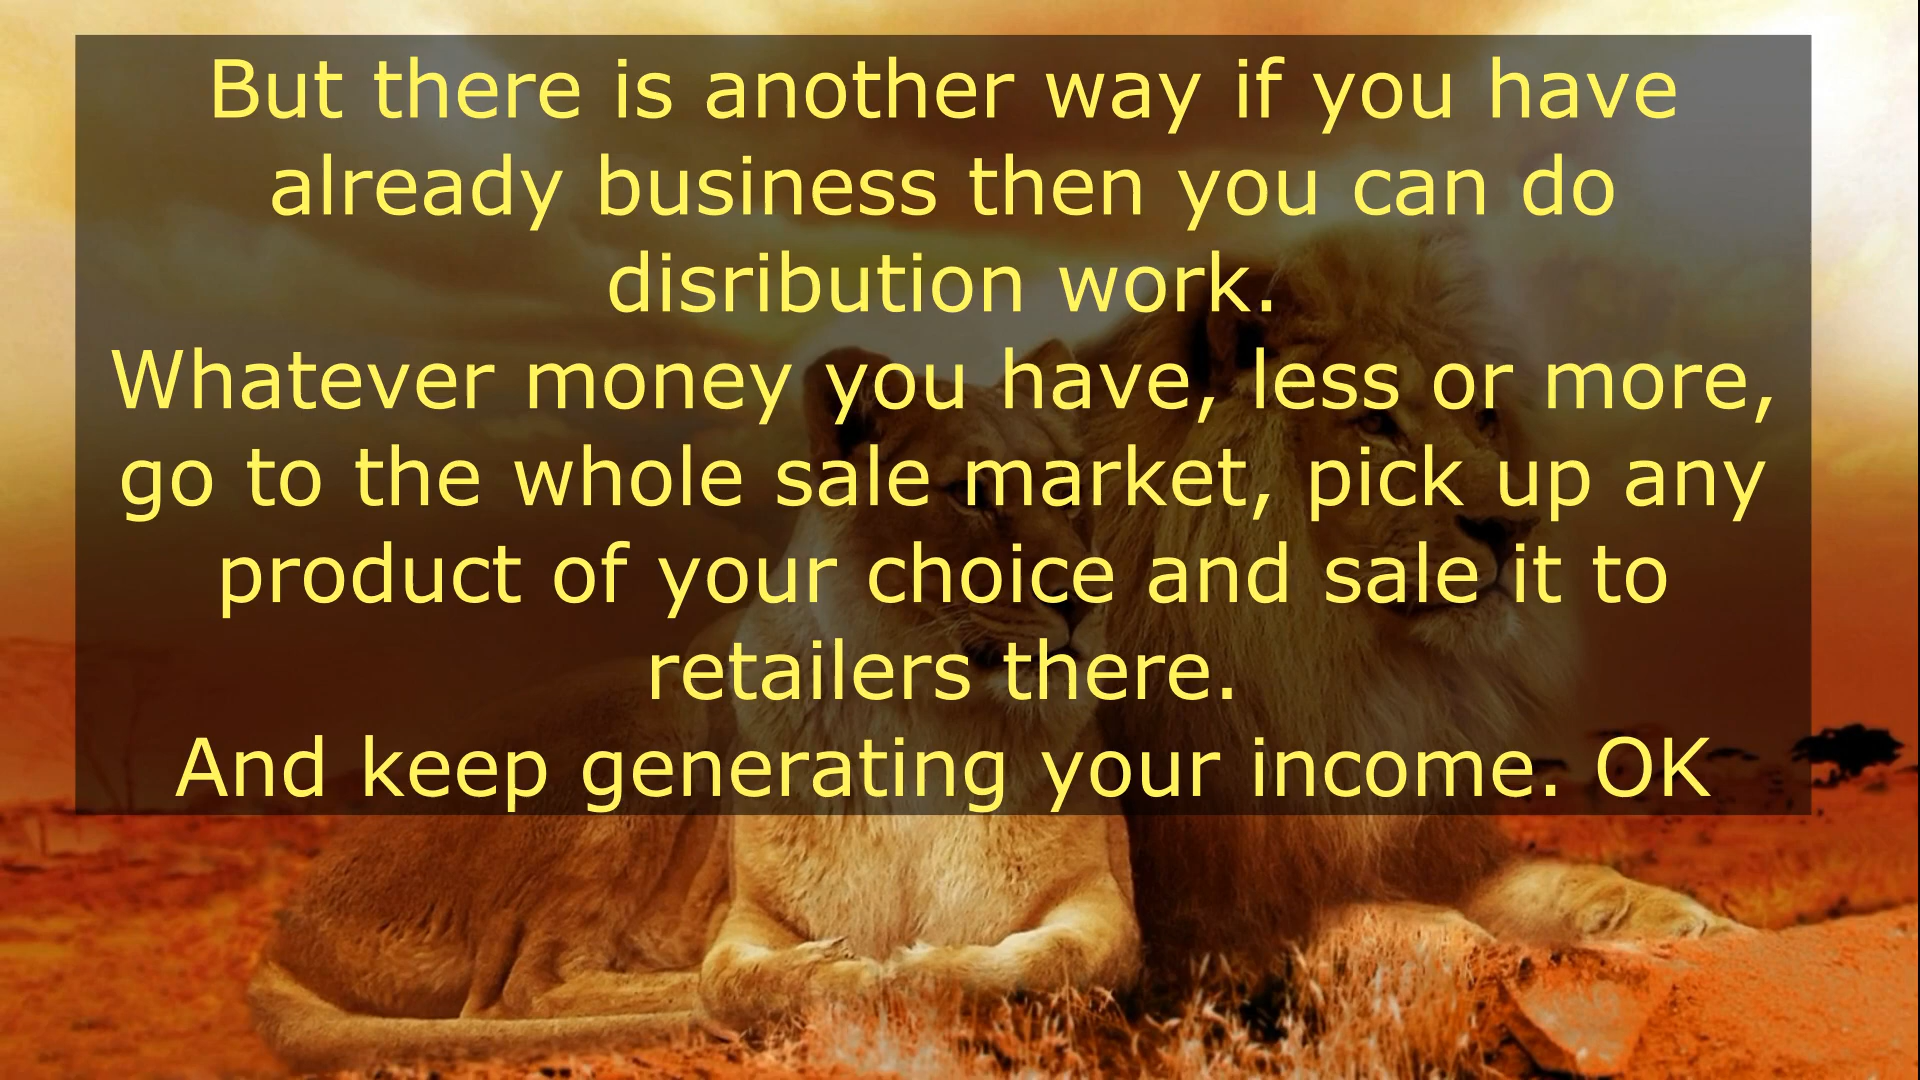 But there is another way if you have
already business then you can do
disribution work.
Whatever money you have, less or more,
go to the whole sale market, pick up any
product of your choice and sale it to
retailers there.
And keep generating your income. OK